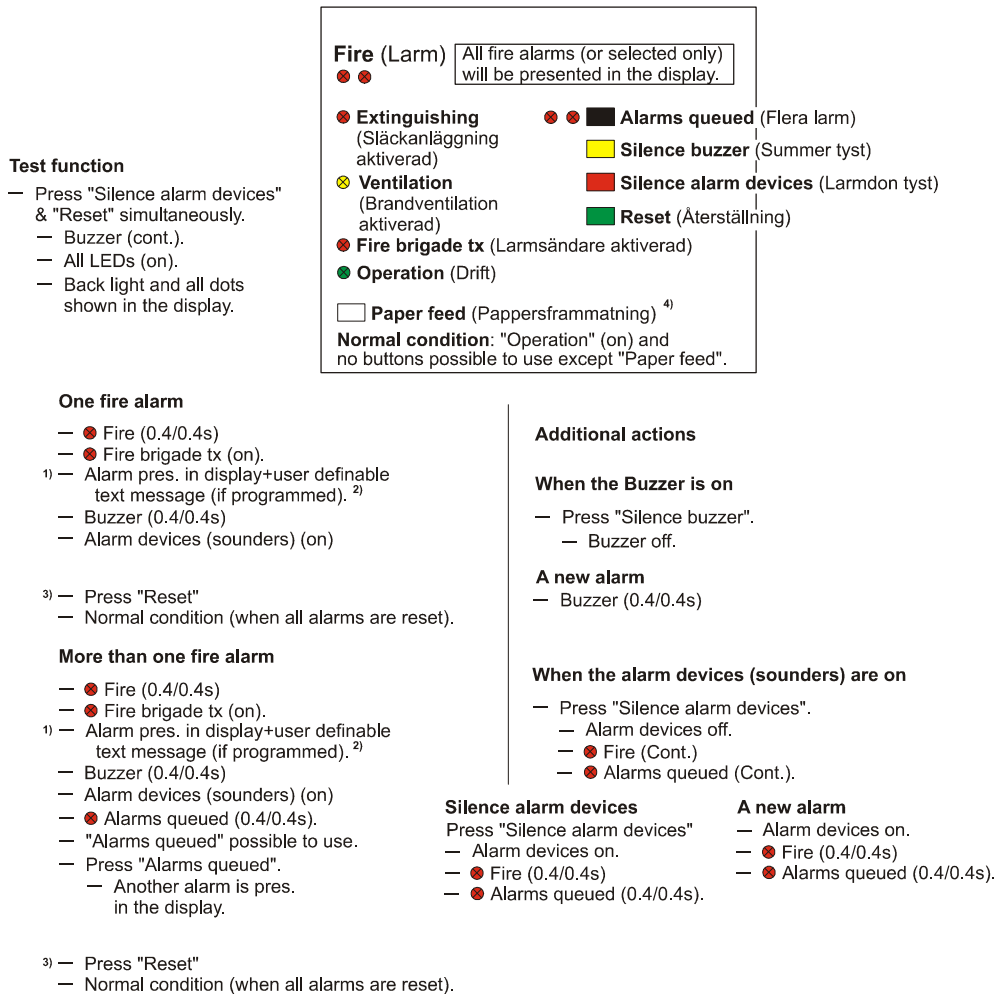 Fire (Larm)
All fire alarms (or selected only)
will be presented in the display.
Extinguishing
(Släckanläggning
aktiverad)
Ventilation
(Brandventilation
aktiverad)
Fire brigade tx (Larmsändare aktiverad)
Operation (Drift)
Alarms queued (Flera larm)
Silence buzzer (Summer tyst)
Silence alarm devices (Larmdon tyst)
Reset (Återställning)
Paper feed (Pappersframmatning) 4)
Normal condition: "Operation" (on) and
no buttons possible to use except "Paper feed".
Test function
— Press "Silence alarm devices"
& "Reset" simultaneously.
— Buzzer (cont.).
— All LEDs (on).
— Back light and all dots
shown in the display.
One fire alarm
— Fire (0.4/0.4s)
— Fire brigade tx (on).
1) — Alarm pres. in display+user definable
text message (if programmed). 2)
— Buzzer (0.4/0.4s)
— Alarm devices (sounders) (on)
3) — Press "Reset"
— Normal condition (when all alarms are reset).
More than one fire alarm
— Fire (0.4/0.4s)
— Fire brigade tx (on).
1) — Alarm pres. in display+user definable
text message (if programmed). 2)
— Buzzer (0.4/0.4s)
— Alarm devices (sounders) (on)
— Alarms queued (0.4/0.4s).
— "Alarms queued" possible to use.
— Press "Alarms queued".
— Another alarm is pres.
in the display.
3) — Press "Reset"
— Normal condition (when all alarms are reset).
Additional actions
When the Buzzer is on
— Press "Silence buzzer".
— Buzzer off.
A new alarm
— Buzzer (0.4/0.4s)
When the alarm devices (sounders) are on
— Press "Silence alarm devices".
— Alarm devices off.
— Fire (Cont.)
— Alarms queued (Cont.).
Silence alarm devices
Press "Silence alarm devices"
— Alarm devices on.
— Fire (0.4/0.4s)
— Alarms queued (0.4/0.4s).
A new alarm
— Alarm devices on.
— Fire (0.4/0.4s)
— Alarms queued (0.4/0.4s).